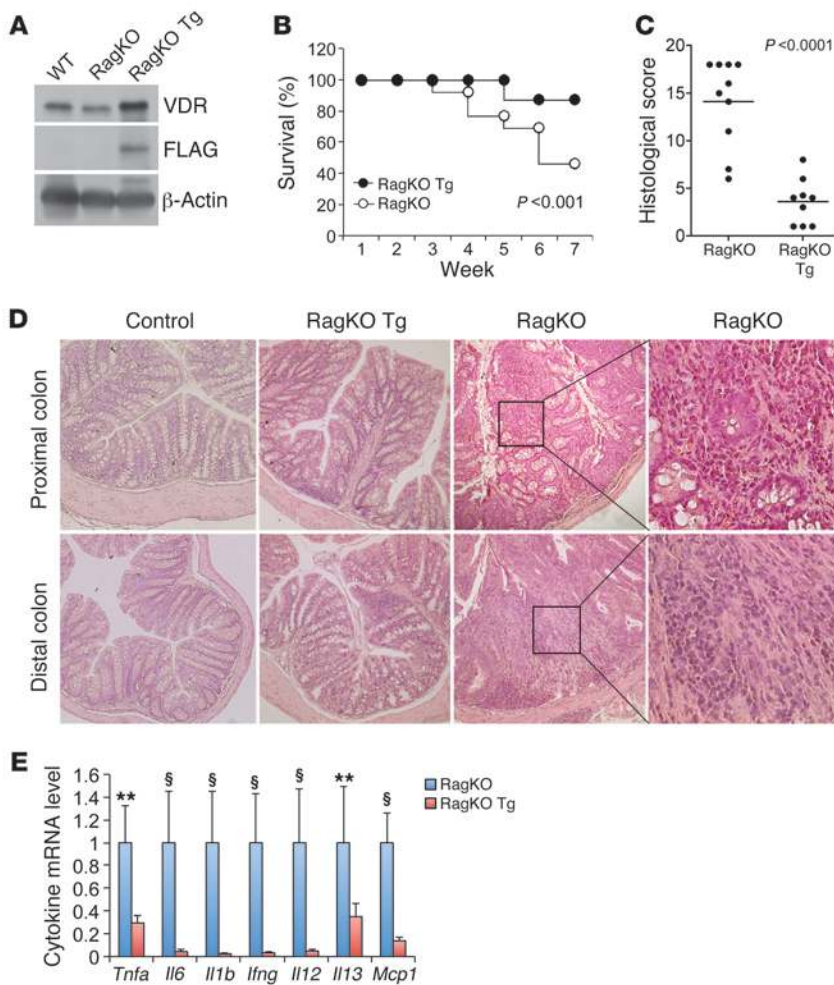 A
WT
RagKO
RagKO Tg
VDR
FLAG
β-Actin
B
Survival (%)
120
100
80
60
40
20
0
RagKO Tg
RagKO
P<0.001
1 2 3 4 5 6 7
Week
C
Histological score
20
15
10
5
0
P<0.0001
RagKO
RagKO
Tg
D
Control
RagKO Tg
RagKO
RagKO
Proximal colon
Distal colon
E
Cytokine mRNA level
1.6
1.4
1.2
1
0.8
0.6
0.4
0.2
0
** § § § § ** §
RagKO
RagKO Tg
Tnfa Il6 Il1b Ifng Il12 Il13 Mcp1